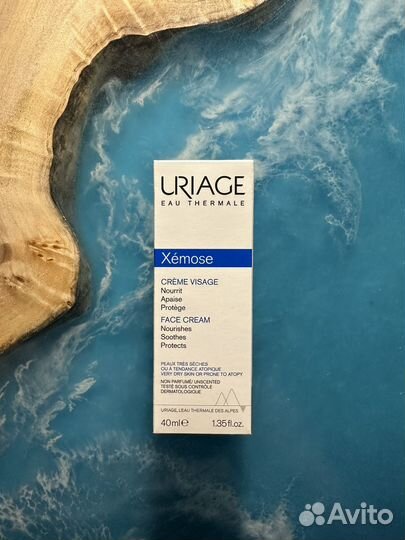 URIAGE
EAU THERMALE
Xémose
CRÈME VISAGE
Nourrit
Apaise
Protège
FACE CREAM
Nourishes
Soothes
Protects
PEAUX TRÈS SÈCHES
OU À TENDANCE ATOPIQUE
VERY DRY SKIN OR PRONE TO ATOPY
NON PARFUMÉ/ UNSCENTED
TESTÉ SOUS CONTRÔLE
DERMATOLOGIQUE
URIAGE, L'EAU THERMALE DES ALPES
40ml℮ 1.35fl.oz.
Avito